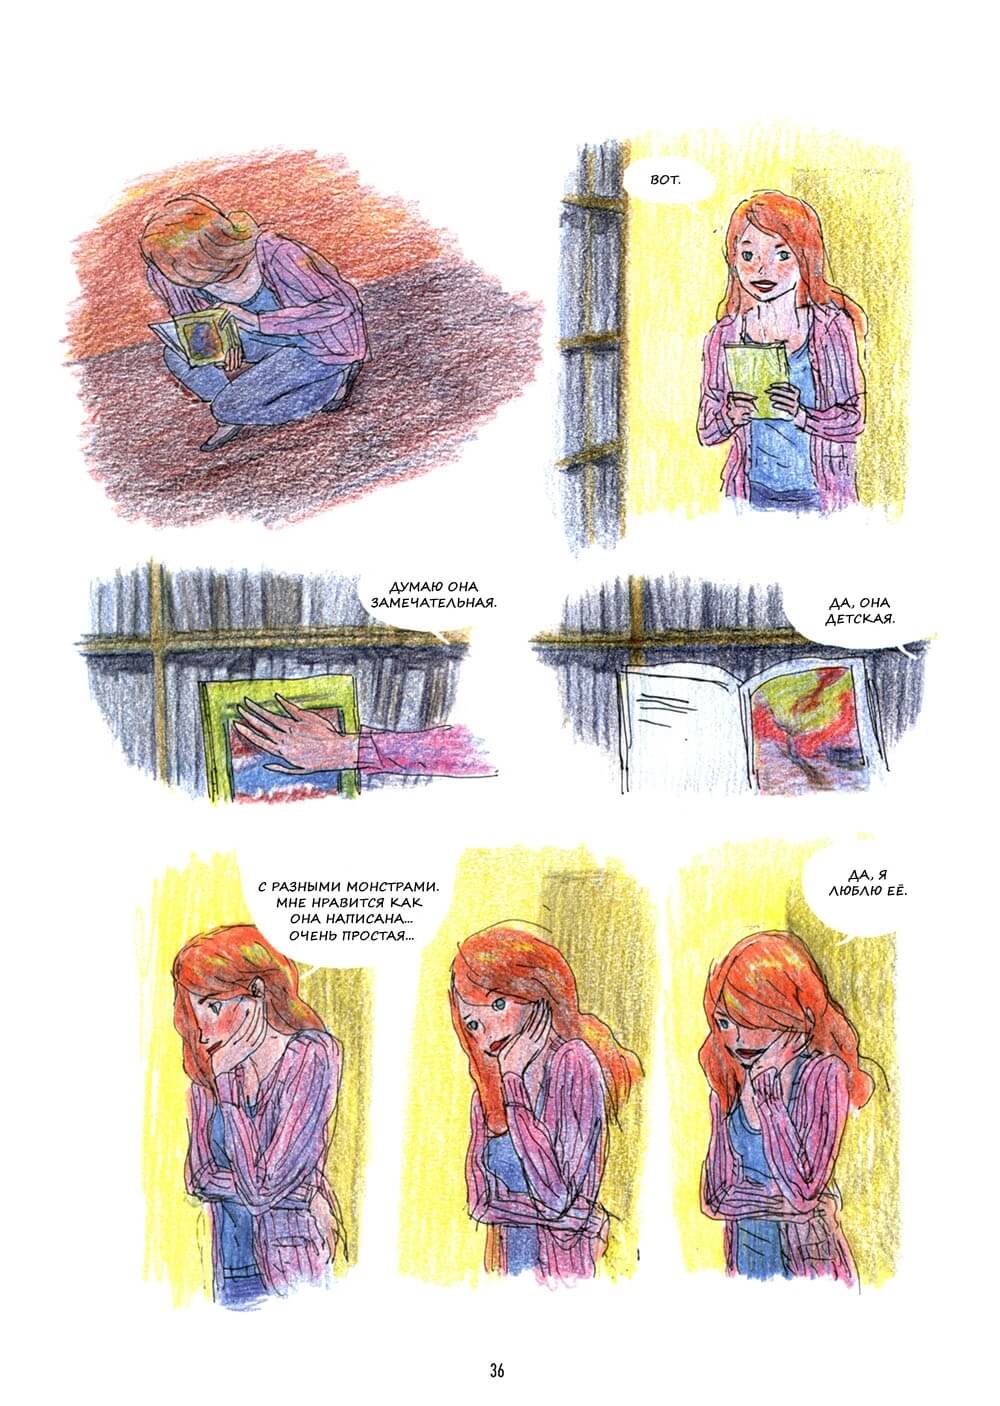 ВОТ.
ДУМАЮ ОНА
ЗАМЕЧАТЕЛЬНАЯ.
ДА, ОНА
ДЕТСКАЯ.
С РАЗНЫМИ МОНСТРАМИ.
МНЕ НРАВИТСЯ КАК
ОНА НАПИСАНА...
ОЧЕНЬ ПРОСТАЯ...
ДА, Я
ЛЮБЛЮ ЕЁ.
36